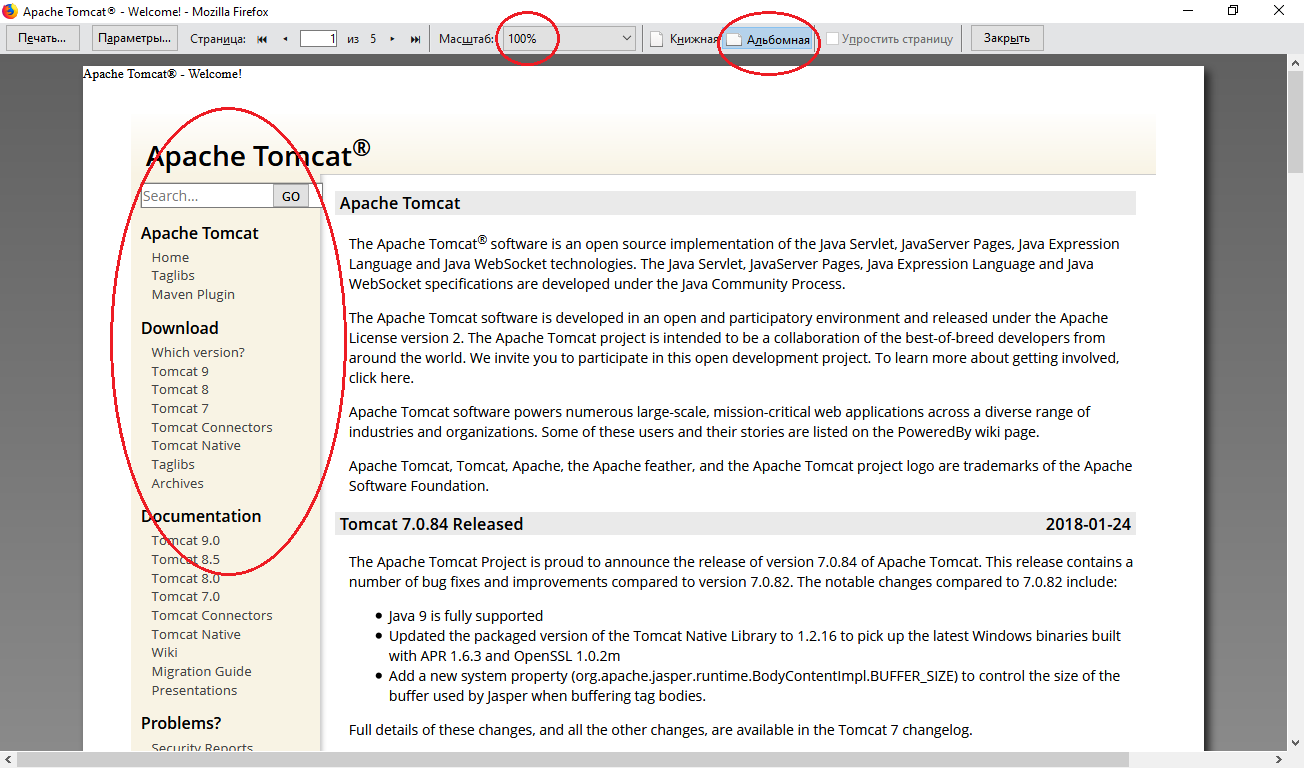 Apache Tomcat® - Welcome! - Mozilla Firefox
Печать... Параметры... Страница: 1 из 5 Масштаб: 100% Книжная Альбомная Упростить страницу Закрыть
Apache Tomcat® - Welcome!
Apache Tomcat®
Search... GO
Apache Tomcat
Home
Taglibs
Maven Plugin
Download
Which version?
Tomcat 9
Tomcat 8
Tomcat 7
Tomcat Connectors
Tomcat Native
Taglibs
Archives
Documentation
Tomcat 9.0
Tomcat 8.5
Tomcat 8.0
Tomcat 7.0
Tomcat Connectors
Tomcat Native
Wiki
Migration Guide
Presentations
Problems?
Security Reports
Apache Tomcat
The Apache Tomcat® software is an open source implementation of the Java Servlet, JavaServer Pages, Java Expression
Language and Java WebSocket technologies. The Java Servlet, JavaServer Pages, Java Expression Language and Java
WebSocket specifications are developed under the Java Community Process.
The Apache Tomcat software is developed in an open and participatory environment and released under the Apache
License version 2. The Apache Tomcat project is intended to be a collaboration of the best-of-breed developers from
around the world. We invite you to participate in this open development project. To learn more about getting involved,
click here.
Apache Tomcat software powers numerous large-scale, mission-critical web applications across a diverse range of
industries and organizations. Some of these users and their stories are listed on the PoweredBy wiki page.
Apache Tomcat, Tomcat, Apache, the Apache feather, and the Apache Tomcat project logo are trademarks of the Apache
Software Foundation.
Tomcat 7.0.84 Released 2018-01-24
The Apache Tomcat Project is proud to announce the release of version 7.0.84 of Apache Tomcat. This release contains a
number of bug fixes and improvements compared to version 7.0.82. The notable changes compared to 7.0.82 include:
• Java 9 is fully supported
• Updated the packaged version of the Tomcat Native Library to 1.2.16 to pick up the latest Windows binaries built
with APR 1.6.3 and OpenSSL 1.0.2m
• Add a new system property (org.apache.jasper.runtime.BodyContentImpl.BUFFER_SIZE) to control the size of the
buffer used by Jasper when buffering tag bodies.
Full details of these changes, and all the other changes, are available in the Tomcat 7 changelog.